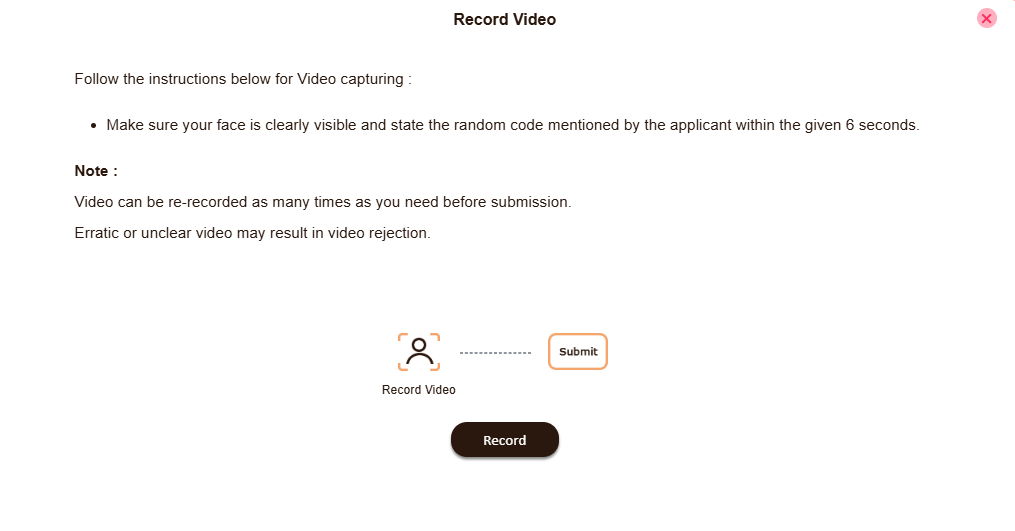 Record Video
Follow the instructions below for Video capturing :
• Make sure your face is clearly visible and state the random code mentioned by the applicant within the given 6 seconds.
Note :
Video can be re-recorded as many times as you need before submission.
Erratic or unclear video may result in video rejection.
Submit
Record Video
Record